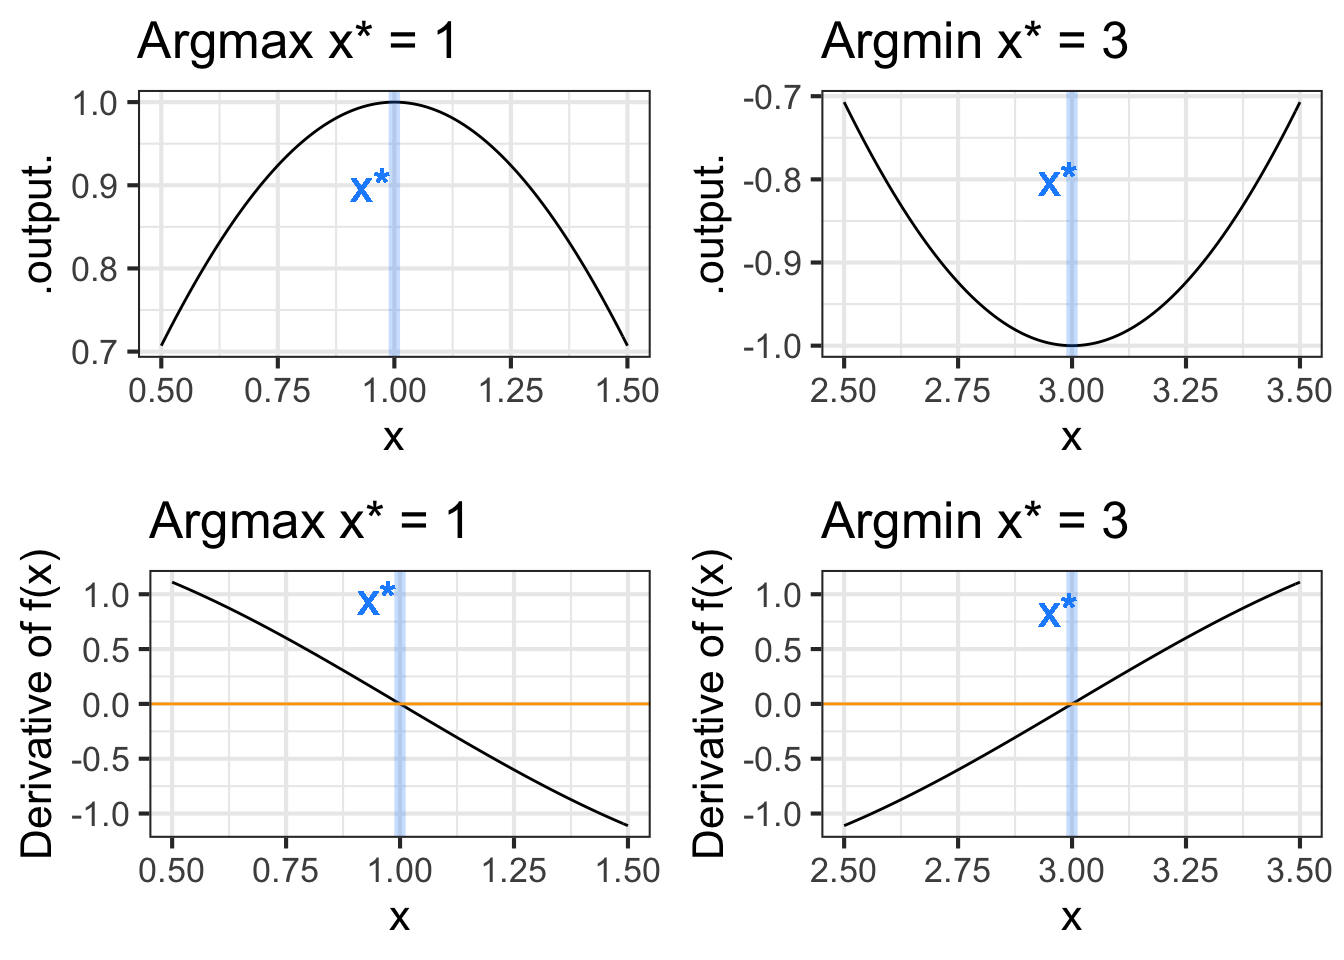 Argmax x* = 1
.output.
1.0
0.9
0.8
0.7
x*
0.50 0.75 1.00 1.25 1.50
x
Argmin x* = 3
.output.
-0.7
-0.8
-0.9
-1.0
x*
2.50 2.75 3.00 3.25 3.50
x
Argmax x* = 1
Derivative of f(x)
1.0
0.5
0.0
-0.5
-1.0
x*
0.50 0.75 1.00 1.25 1.50
x
Argmin x* = 3
Derivative of f(x)
1.0
0.5
0.0
-0.5
-1.0
x*
2.50 2.75 3.00 3.25 3.50
x